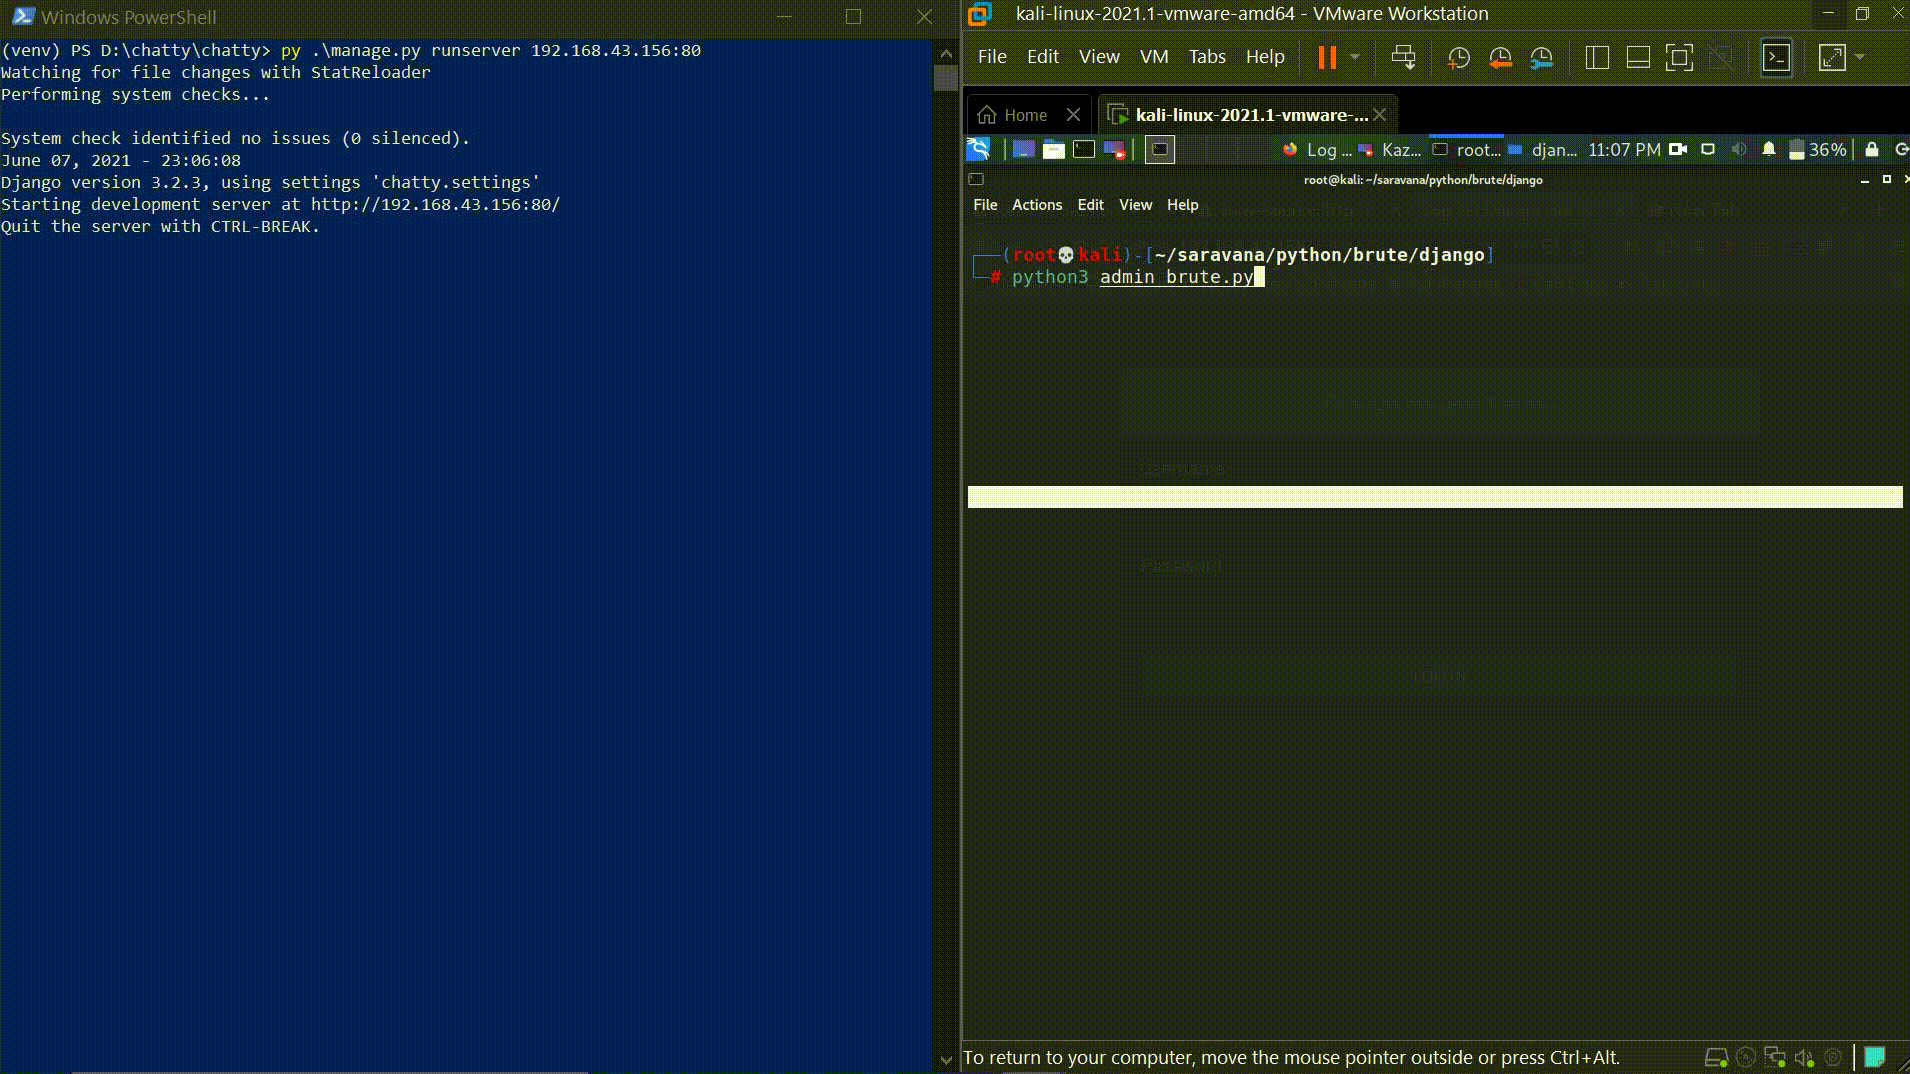 Windows PowerShell
(venv) PS D:\chatty\chatty> py .\manage.py runserver 192.168.43.156:80
Watching for file changes with StatReloader
Performing system checks...
System check identified no issues (0 silenced).
June 07, 2021 - 23:06:08
Django version 3.2.3, using settings 'chatty.settings'
Starting development server at http://192.168.43.156:80/
Quit the server with CTRL-BREAK.
kali-linux-2021.1-vmware-amd64 - VMware Workstation
File Edit View VM Tabs Help
Home
kali-linux-2021.1-vmware-...
Log ... Kaz... root... djan... 11:07 PM 36%
root@kali: ~/saravana/python/brute/django
File Actions Edit View Help
(root💀kali)-[~/saravana/python/brute/django]
# python3 admin_brute.py
Username
Password
To return to your computer, move the mouse pointer outside or press Ctrl+Alt.